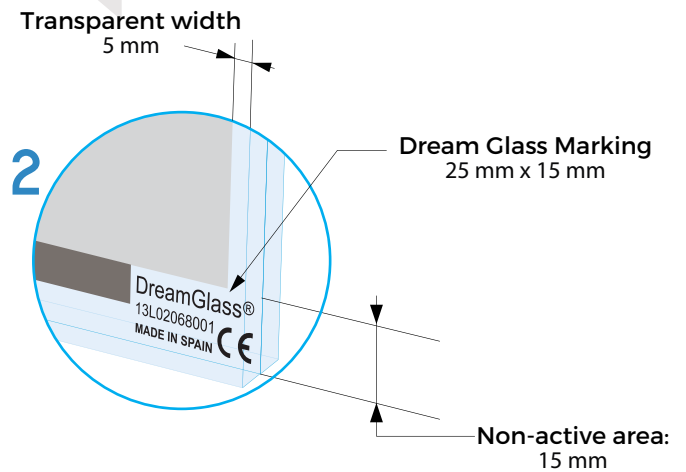 Transparent width
5 mm
2
Dream Glass Marking
25 mm x 15 mm
DreamGlass®
13L02068001
MADE IN SPAIN CE
Non-active area:
15 mm